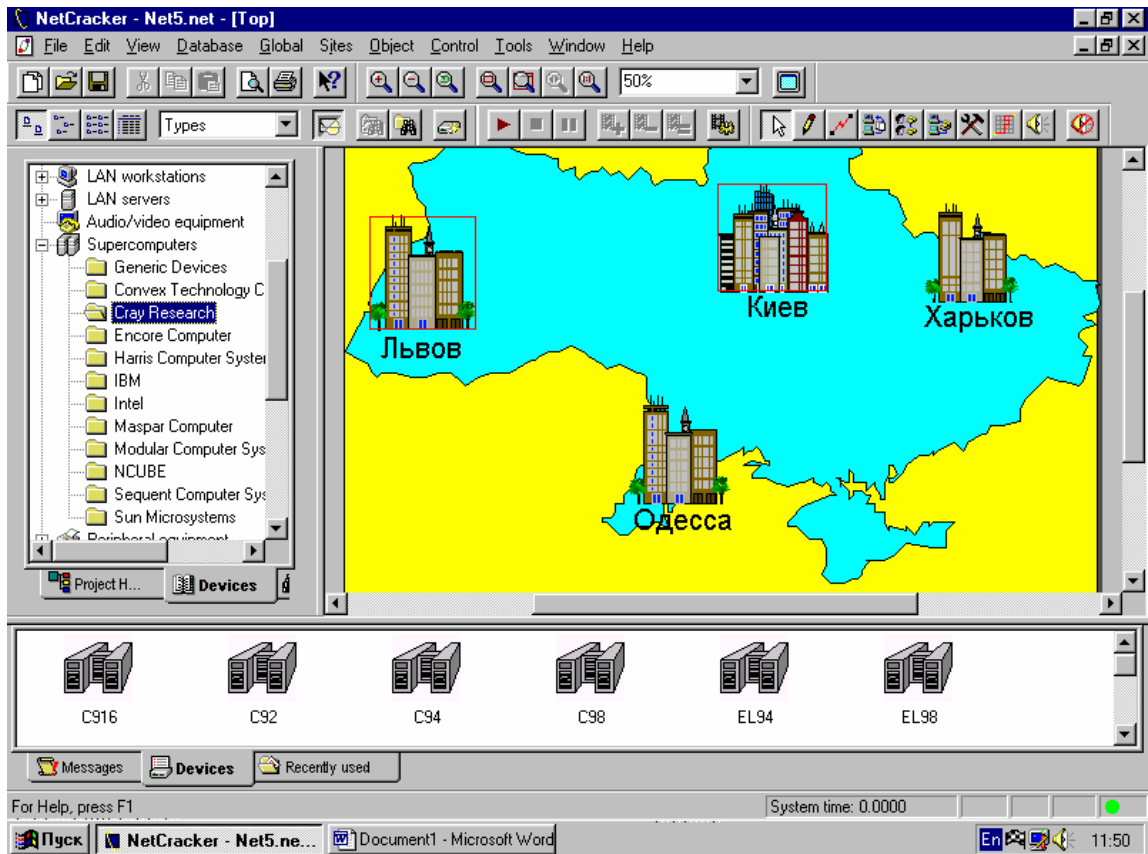 NetCracker - Net5.net - [Top]
File Edit View Database Global Sites Object Control Tools Window Help
50%
Types
LAN workstations
LAN servers
Audio/video equipment
Supercomputers
Generic Devices
Convex Technology C
Cray Research
Encore Computer
Harris Computer System
IBM
Intel
Maspar Computer
Modular Computer Sys
NCUBE
Sequent Computer Sys
Sun Microsystems
Peripheral equipment
Project H... Devices
Львов
Киев
Харьков
Одесса
C916 C92 C94 C98 EL94 EL98
Messages Devices Recently used
For Help, press F1 System time: 0.0000
Пуск NetCracker - Net5.ne... Document1 - Microsoft Word En 11:50